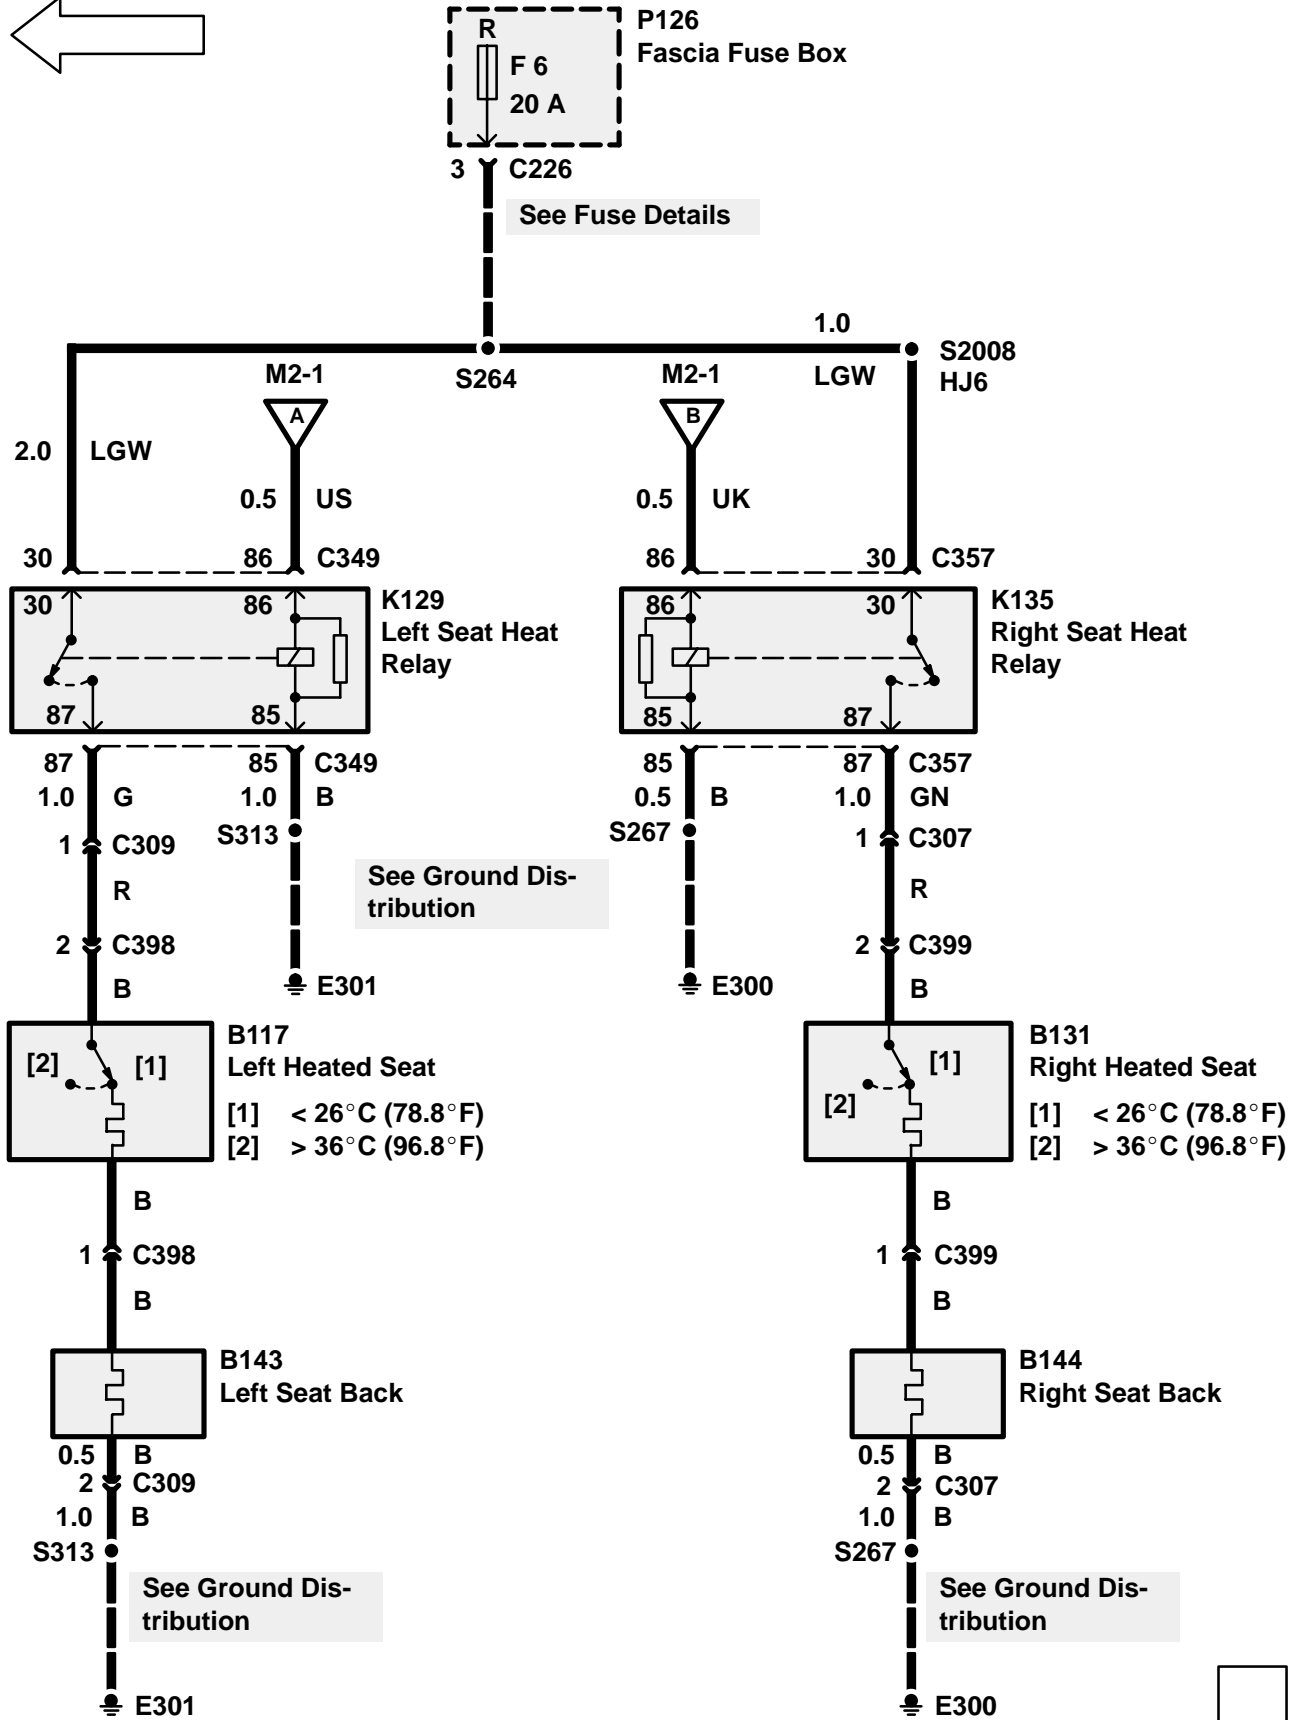 R
P126
Fascia Fuse Box
F 6
20 A
3 C226
See Fuse Details
1.0
S2008
HJ6
M2-1
S264
M2-1
LGW
A
B
2.0 LGW
0.5 US
0.5 UK
30
86 C349
86
30 C357
30
86
K129
Left Seat Heat
Relay
86
30
K135
Right Seat Heat
Relay
87
85
85
87
87
85 C349
85
87 C357
1.0 G
1.0 B
0.5 B
1.0 GN
S313
S267
1 C309
1 C307
See Ground Dis-
tribution
R
R
2 C398
2 C399
B
E301
E300
B
B117
Left Heated Seat
[2]
[1]
[1] < 26°C (78.8°F)
[2] > 36°C (96.8°F)
B131
Right Heated Seat
[1]
[2]
[1] < 26°C (78.8°F)
[2] > 36°C (96.8°F)
B
B
1 C398
1 C399
B
B
B143
Left Seat Back
B144
Right Seat Back
0.5 B
0.5 B
2 C309
2 C307
1.0 B
1.0 B
S313
S267
See Ground Dis-
tribution
See Ground Dis-
tribution
E301
E300